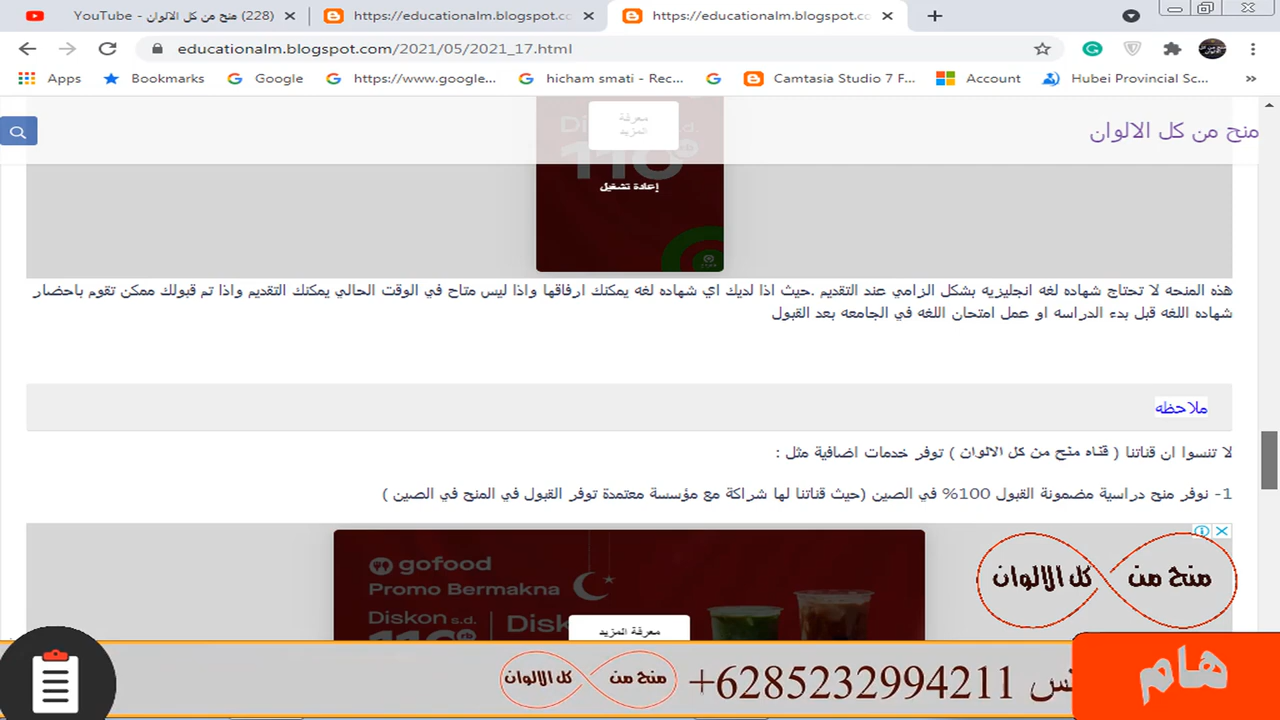 YouTube - منح من كل الالوان (228)
https://educationalm.blogspot.co
https://educationalm.blogspot.co
educationalm.blogspot.com/2021/05/2021_17.html
Apps Bookmarks Google https://www.google... hicham smati - Rec... Camtasia Studio 7 F... Account Hubei Provincial Sc... »
منح من كل الالوان
معرفة
المزيد
إعادة تشغيل
هذه المنحه لا تحتاج شهاده لغه انجليزيه بشكل الزامي عند التقديم .حيث اذا لديك اي شهاده لغه يمكنك ارفاقها واذا ليس متاح في الوقت الحالي يمكنك التقديم واذا تم قبولك ممكن تقوم باحضار
شهاده اللغه قبل بدء الدراسه او عمل امتحان اللغه في الجامعه بعد القبول
ملاحظه
لا تنسوا ان قناتنا ( قناه منح من كل الالوان ) توفر خدمات اضافية مثل :
1- نوفر منح دراسية مضمونة القبول 100% في الصين (حيث قناتنا لها شراكة مع مؤسسة معتمدة توفر القبول في المنح في الصين )
gofood
Promo Bermakna
Diskon s.d.
Disk
معرفة المزيد
منح من كل الالوان
هام
+6285232994211
منح من كل الالوان